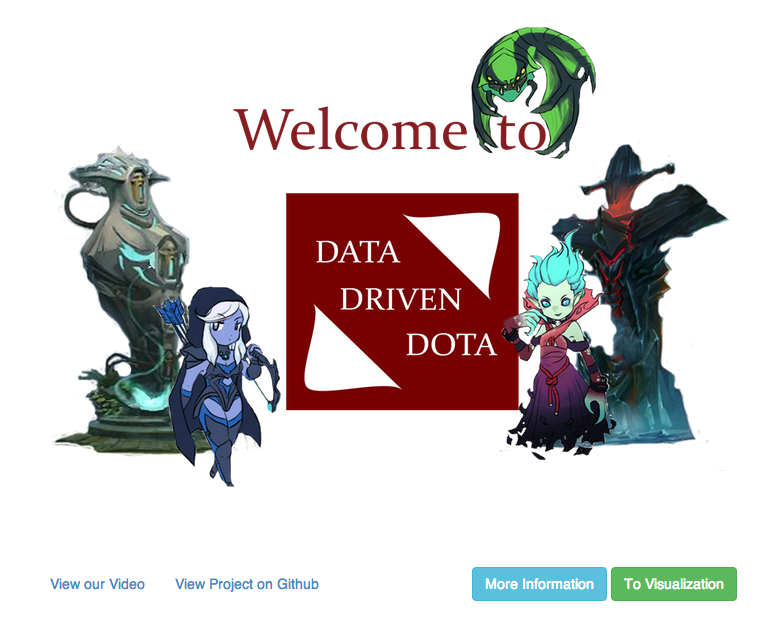 Welcome to
DATA
DRIVEN
DOTA
View our Video
View Project on Github
More Information
To Visualization